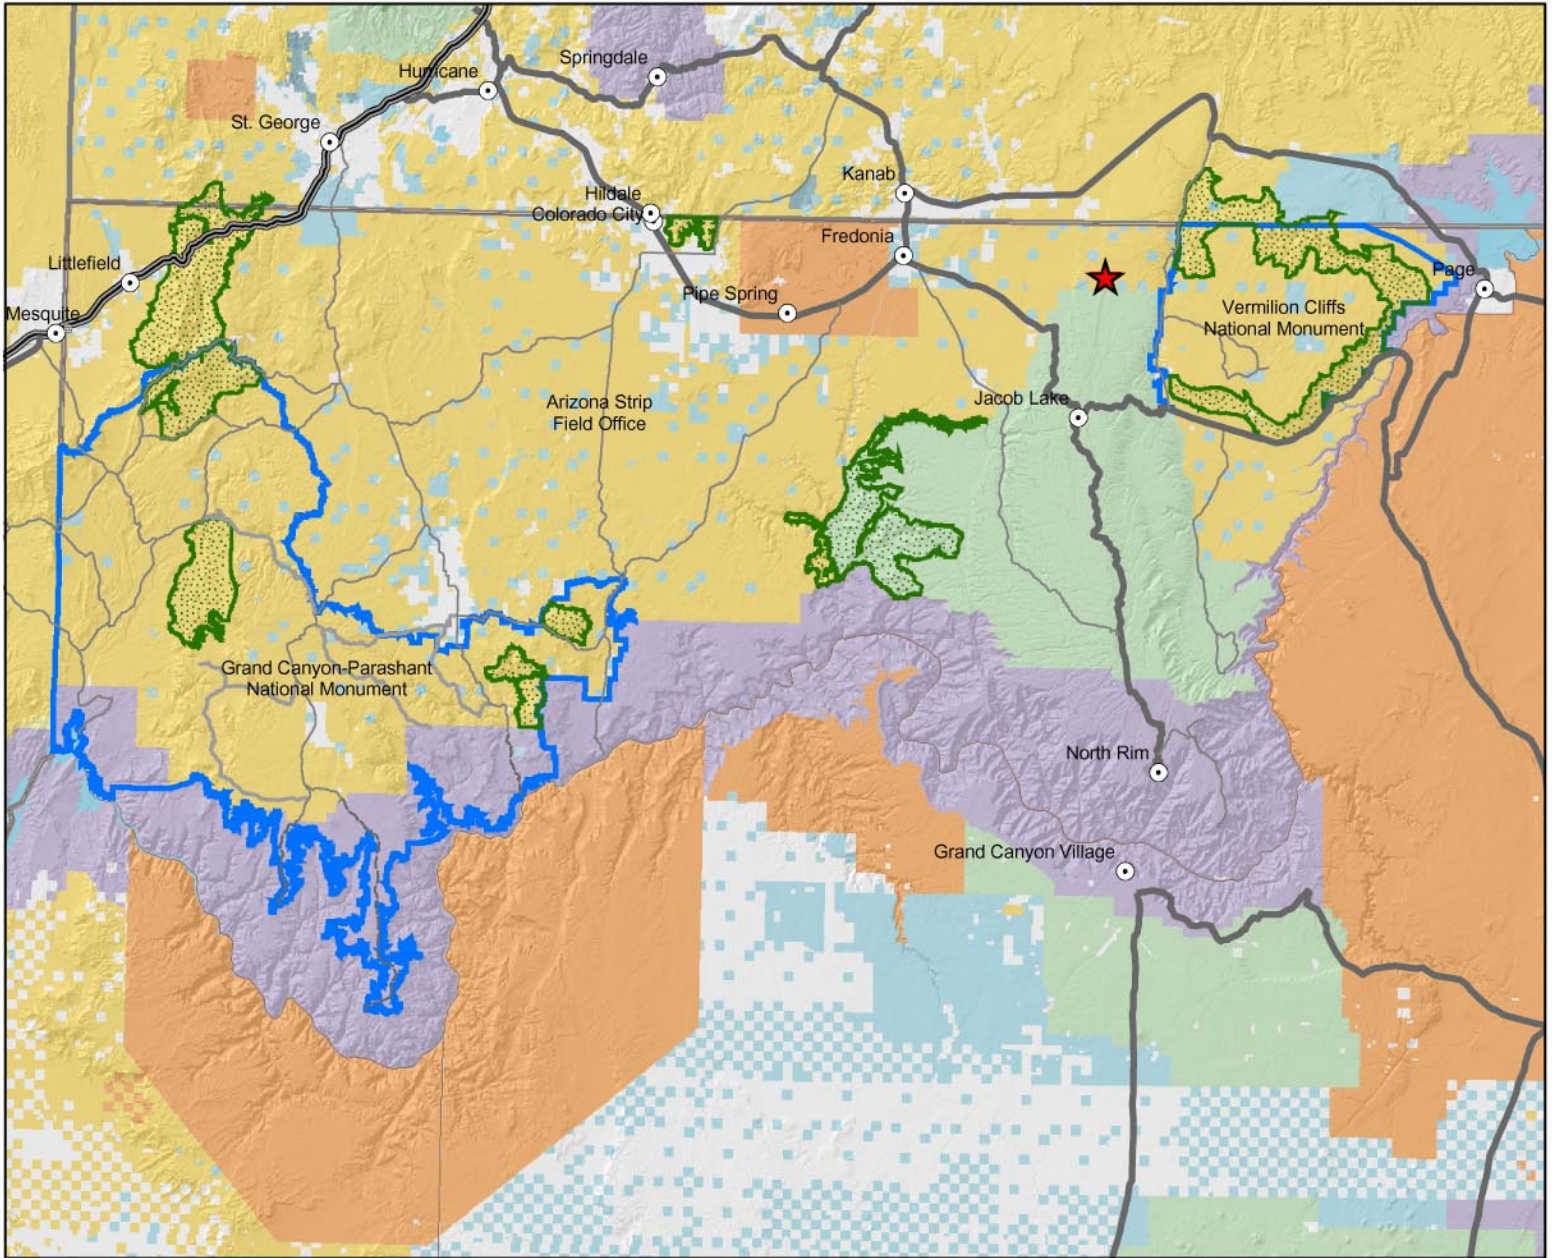 Springdale
Hurricane
St. George
Kanab
Hildale
Colorado City
Fredonia
Littlefield
Page
Pipe Spring
Mesquite
Vermilion Cliffs
National Monument
Jacob Lake
Arizona Strip
Field Office
Grand Canyon-Parashant
National Monument
North Rim
Grand Canyon Village